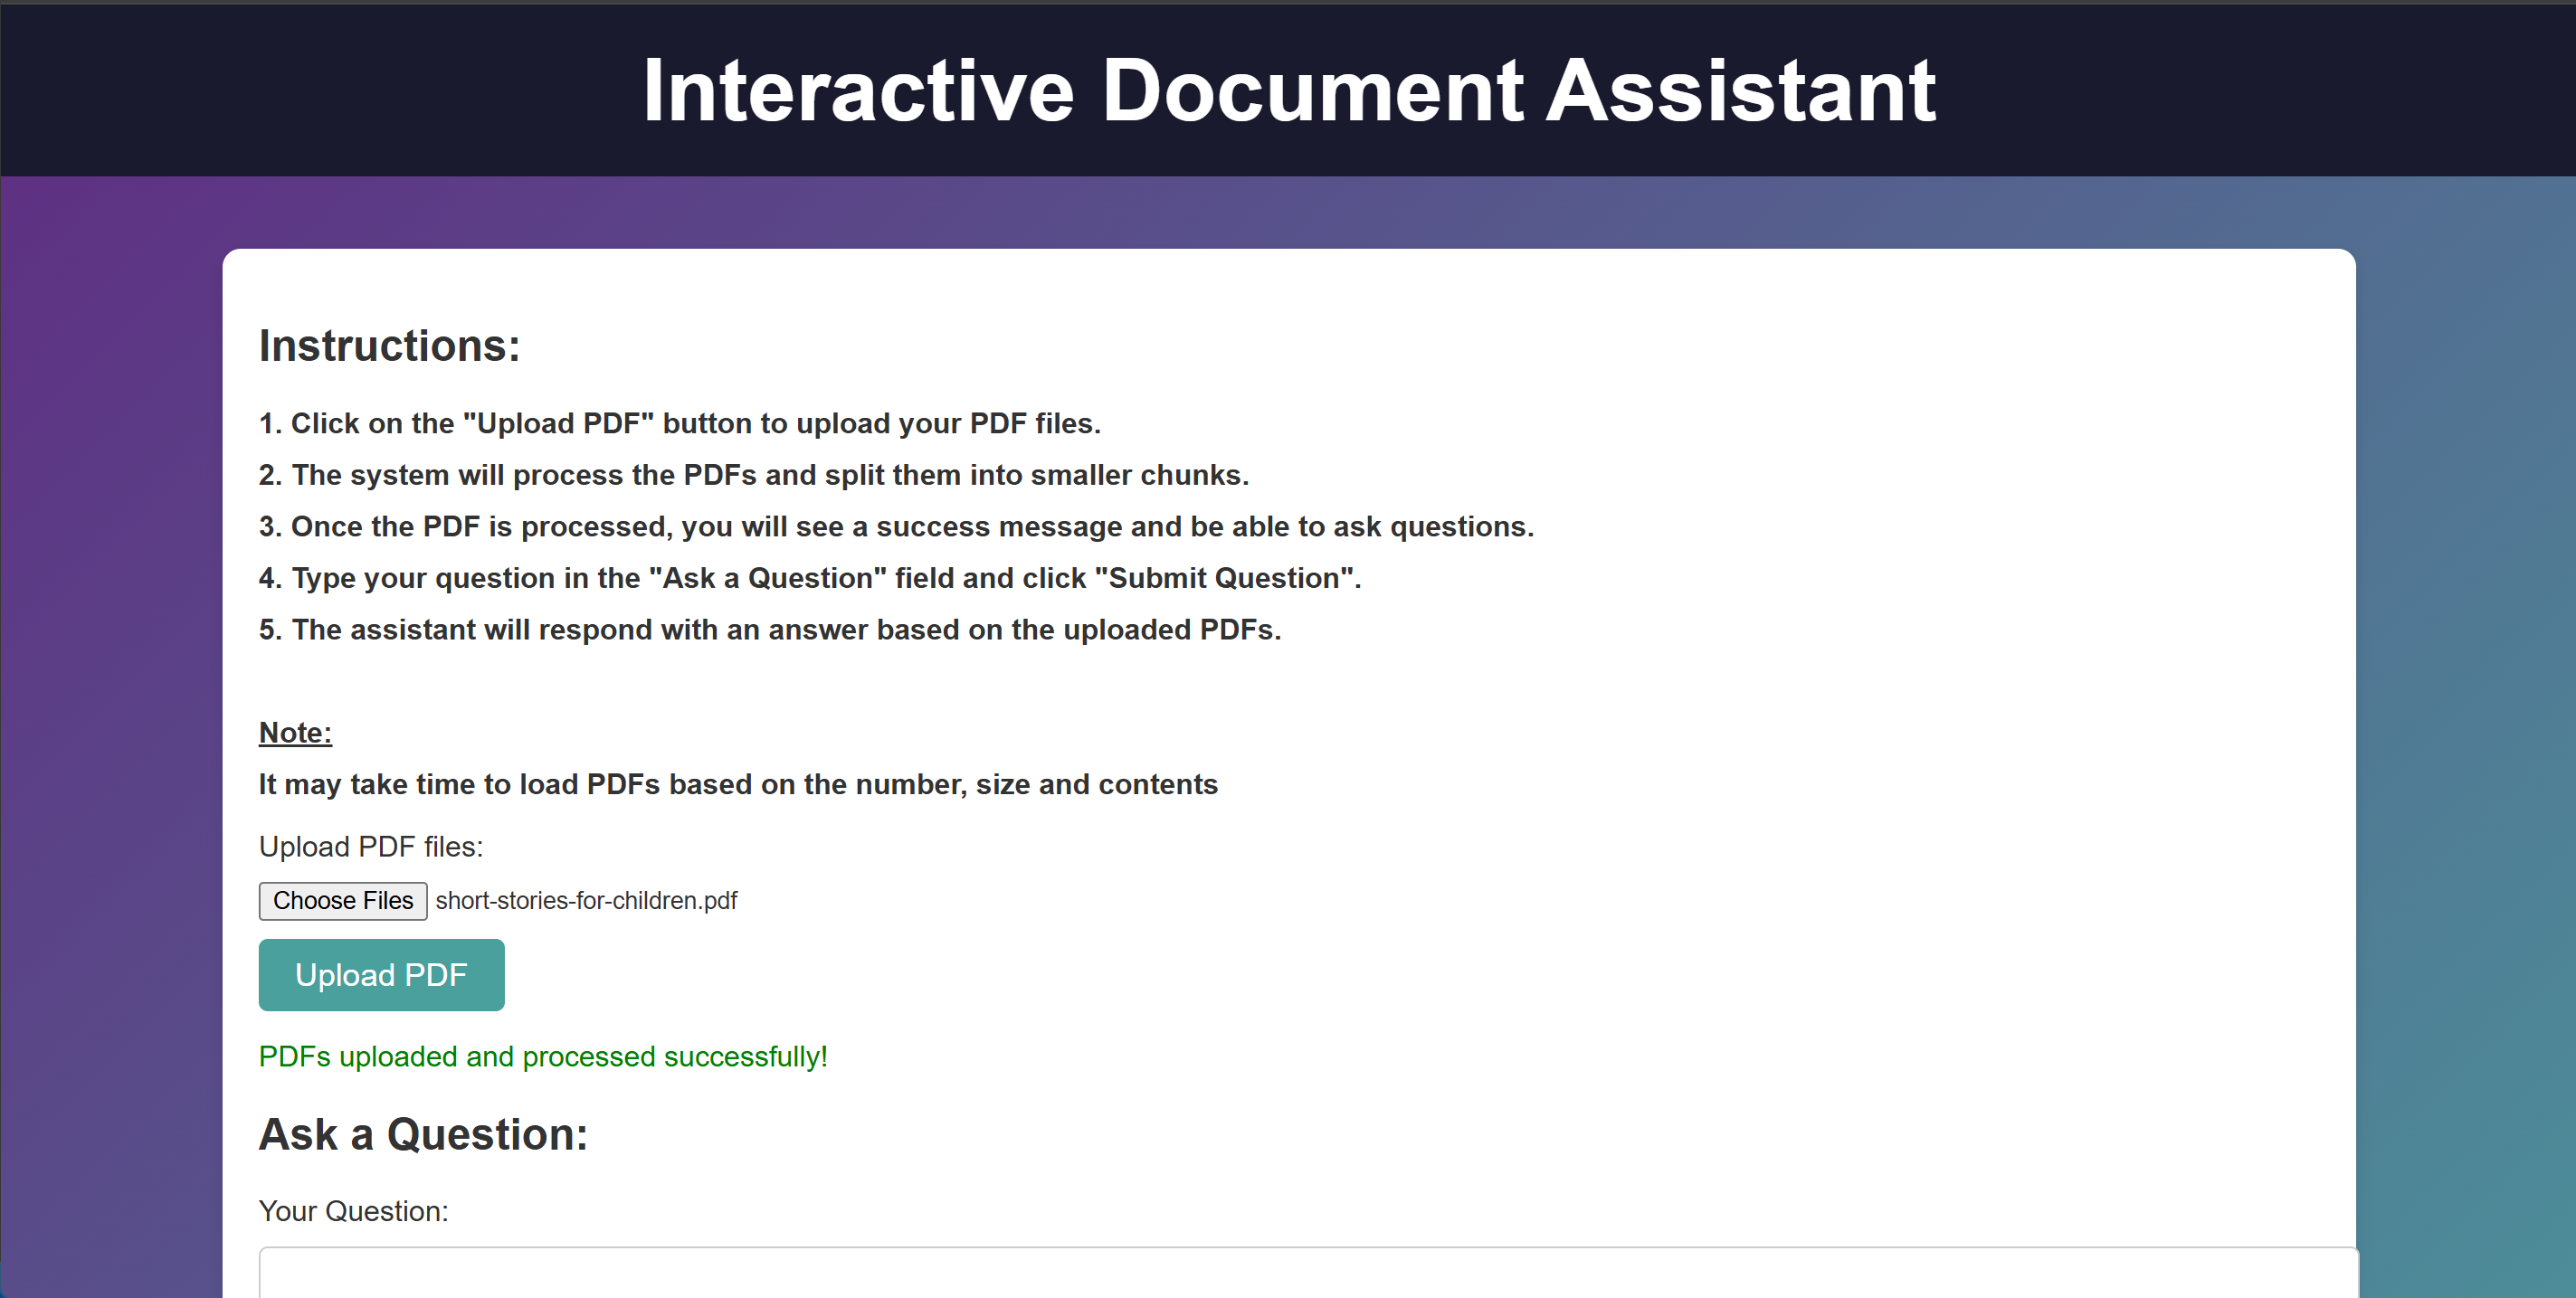 Interactive Document Assistant
Instructions:
1. Click on the "Upload PDF" button to upload your PDF files.
2. The system will process the PDFs and split them into smaller chunks.
3. Once the PDF is processed, you will see a success message and be able to ask questions.
4. Type your question in the "Ask a Question" field and click "Submit Question".
5. The assistant will respond with an answer based on the uploaded PDFs.
Note:
It may take time to load PDFs based on the number, size and contents
Upload PDF files:
Choose Files short-stories-for-children.pdf
Upload PDF
PDFs uploaded and processed successfully!
Ask a Question:
Your Question: